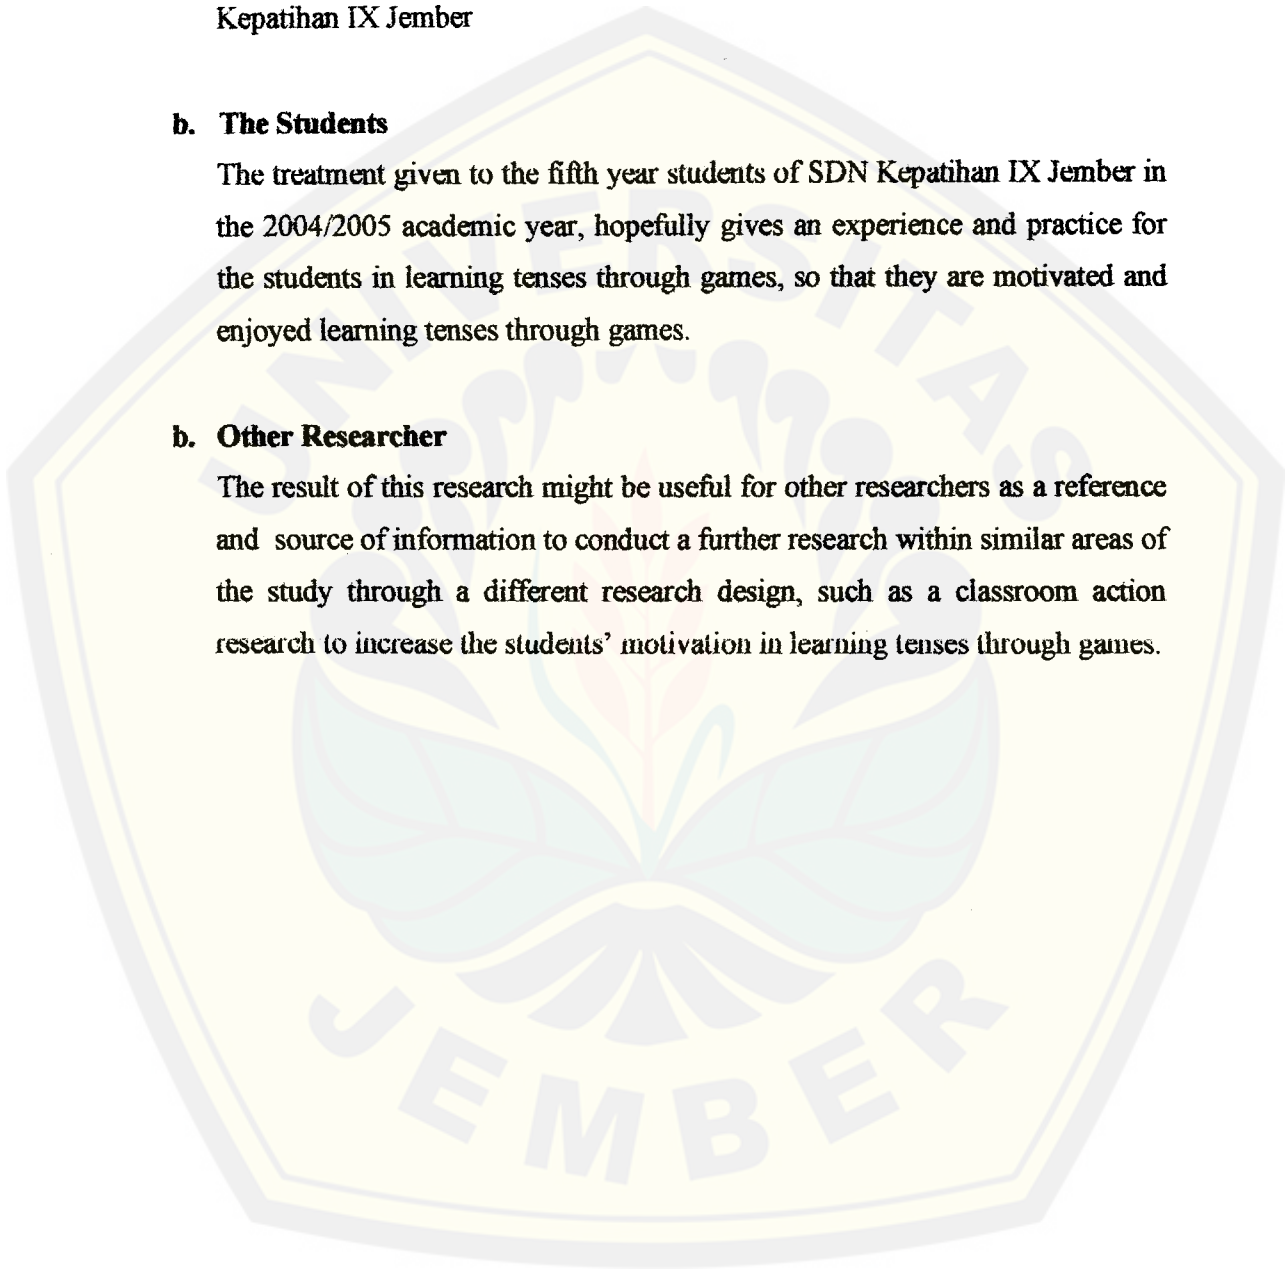 Kepatihan IX Jember
b. The Students
The treatment given to the fifth year students of SDN Kepatihan IX Jember in
the 2004/2005 academic year, hopefully gives an experience and practice for
the students in learning tenses through games, so that they are motivated and
enjoyed learning tenses through games.
b. Other Researcher
The result of this research might be useful for other researchers as a reference
and source of information to conduct a further research within similar areas of
the study through a different research design, such as a classroom action
research to increase the students’ motivation in learning tenses through games.
UNIVERSITAS
JEMBER